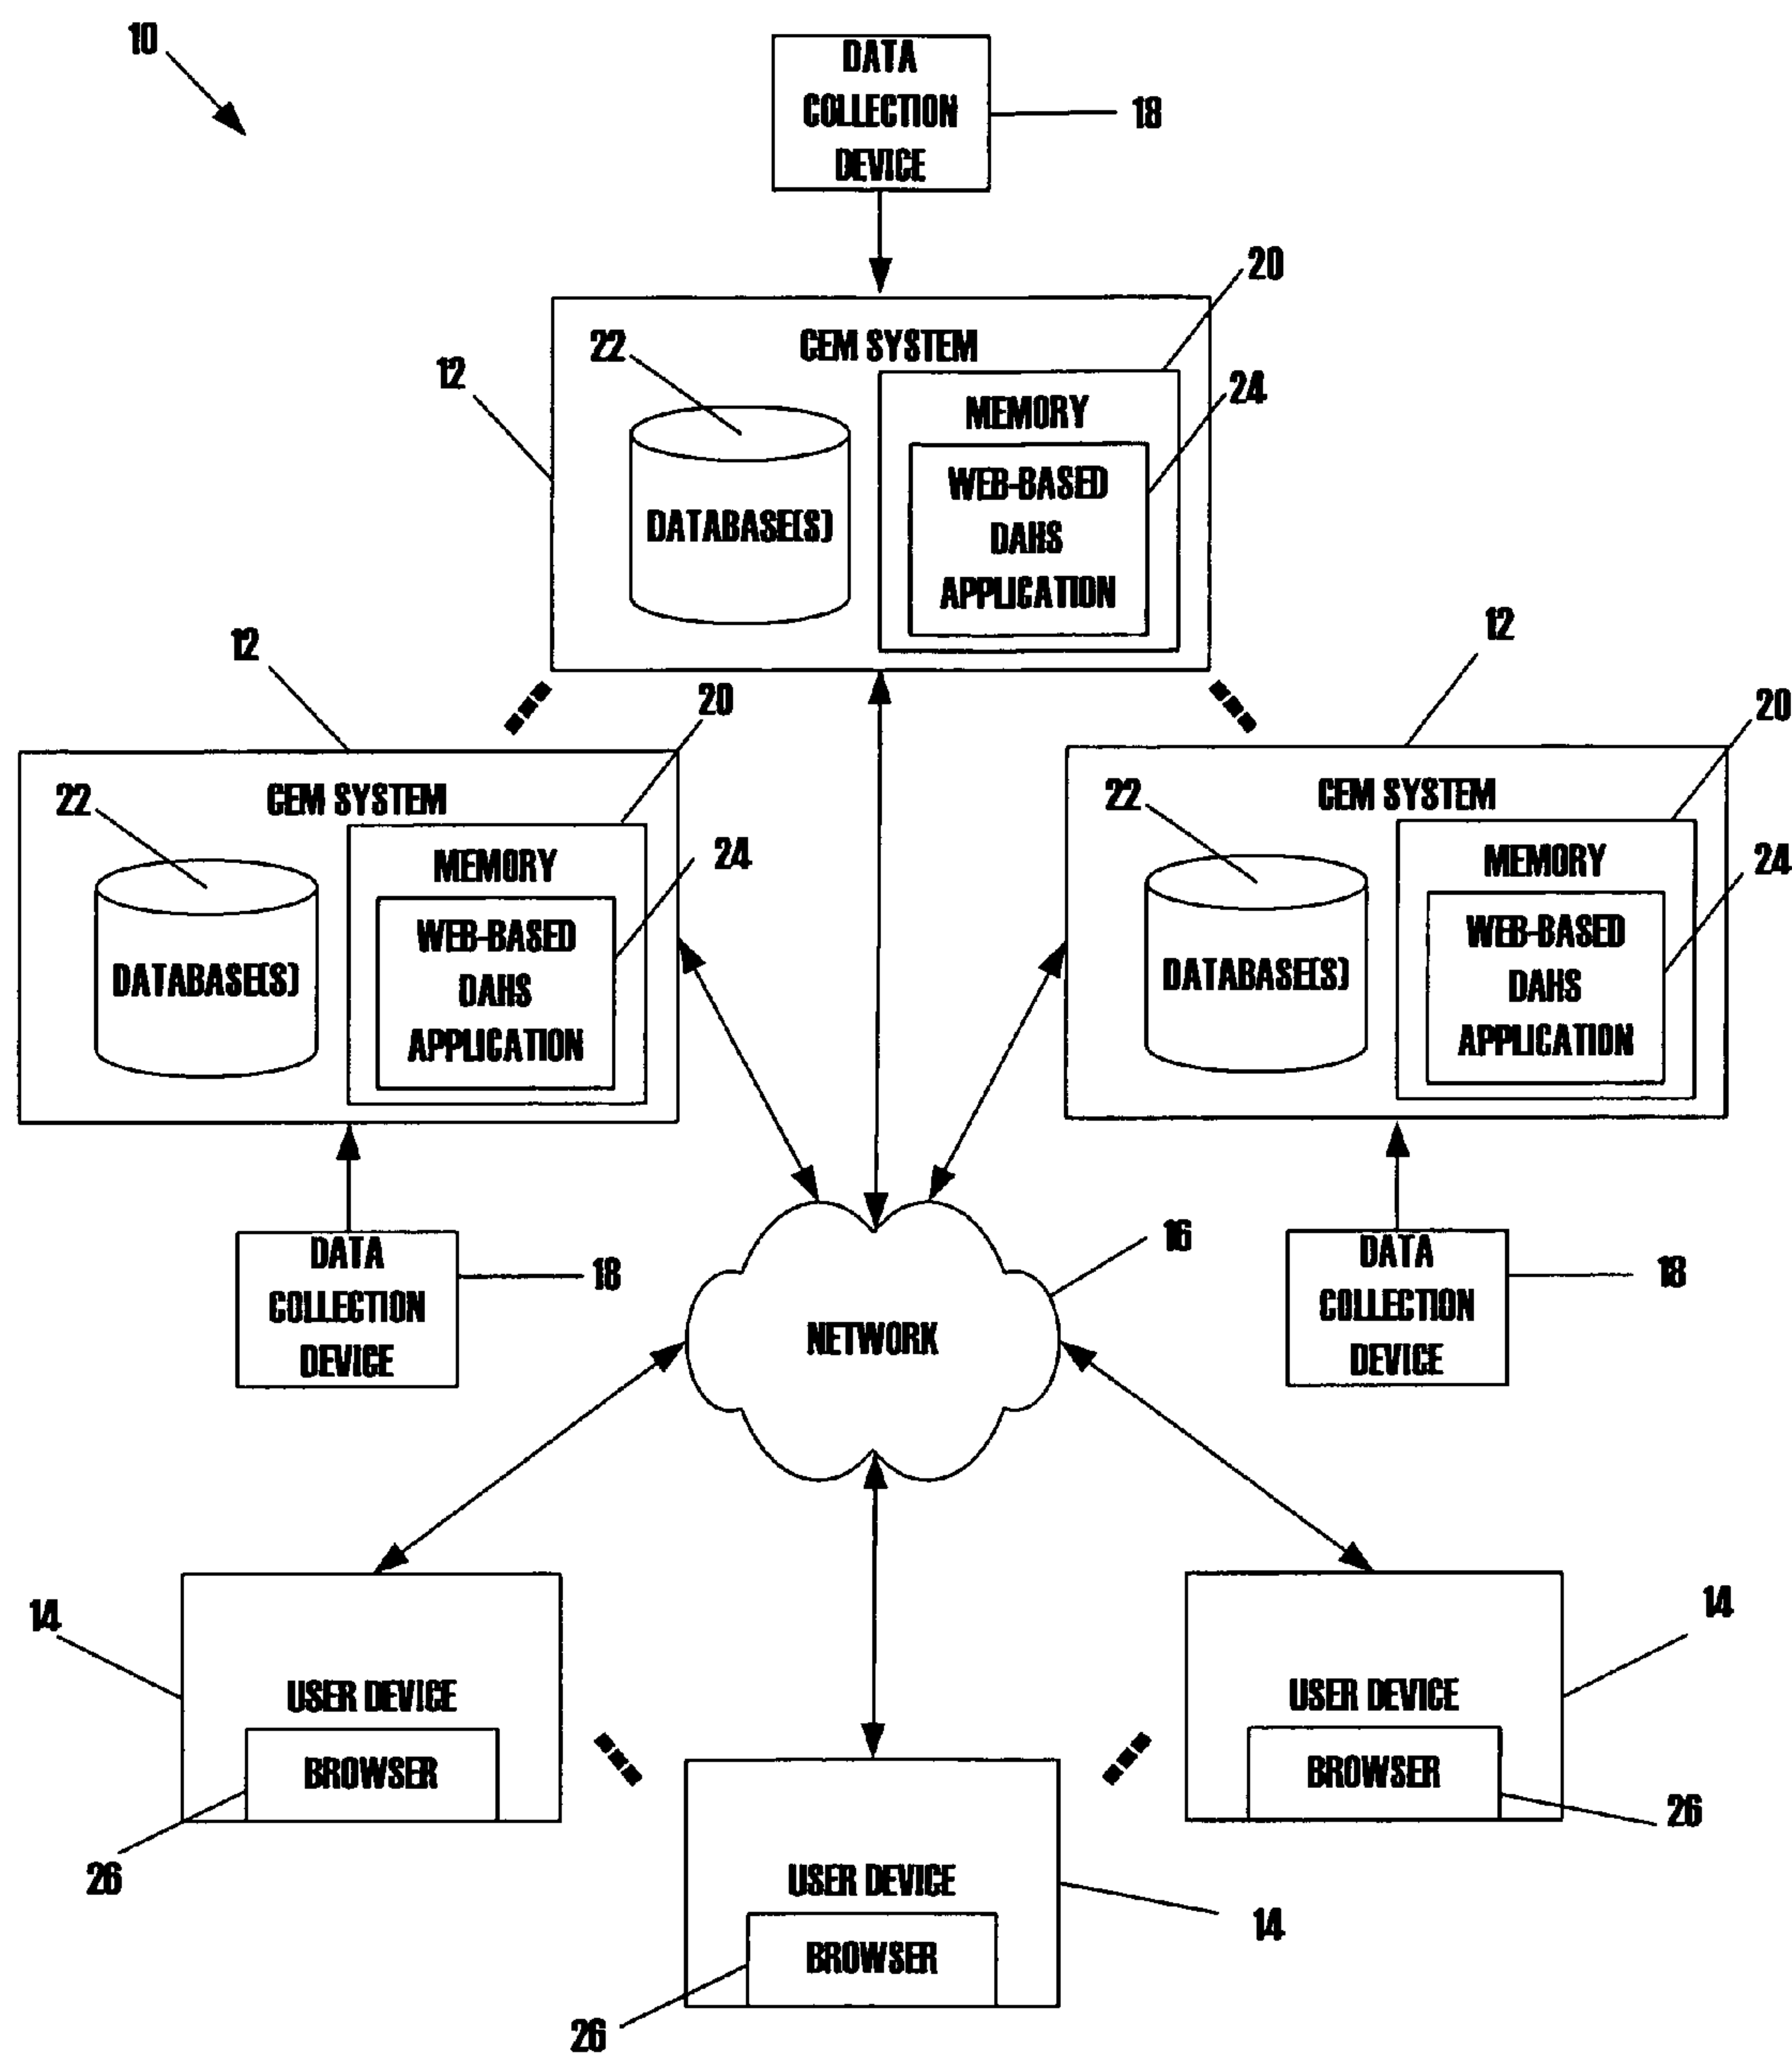 10
DATA
COLLECTION
DEVICE
18
20
CEM SYSTEM
22
12
24
MEMORY
WEB-BASED
DAHS
APPLICATION
DATABASE(S)
12
20
CEM SYSTEM
22
MEMORY
24
WEB-BASED
DAHS
APPLICATION
DATABASE(S)
12
20
CEM SYSTEM
22
MEMORY
24
WEB-BASED
DAHS
APPLICATION
DATABASE(S)
DATA
COLLECTION
DEVICE
18
16
NETWORK
DATA
COLLECTION
DEVICE
18
14
USER DEVICE
BROWSER
26
USER DEVICE
BROWSER
14
26
14
USER DEVICE
BROWSER
26